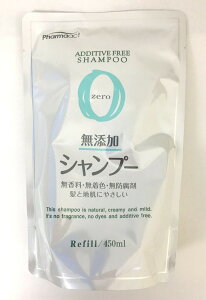 Pharmaact
ADDITIVE FREE
SHAMPOO
0
zero
無添加
シャンプー
無香料・無着色・無防腐剤
髪と地肌にやさしい
This shampoo is natural, creamy and mild.
It's no fragrance, no dyes and additive free.
Refill/450ml